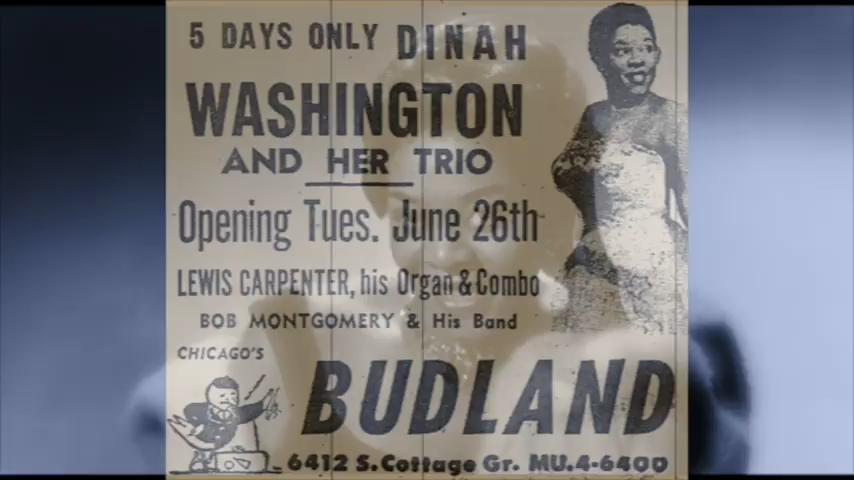 5 DAYS ONLY DINAH
WASHINGTON
AND HER TRIO
Opening Tues. June 26th
LEWIS CARPENTER, his Organ & Combo
BOB MONTGOMERY & His Band
CHICAGO'S
BUDLAND
6412 S. Cottage Gr. MU.4-6400